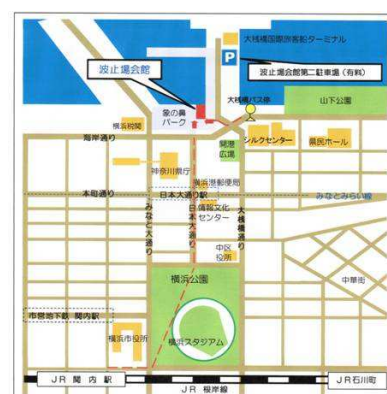 大桟橋国際旅客船ターミナル
P
波止場会館
波止場会館第二駐車場（有料）
大桟橋バス停
山下公園
象の鼻
パーク
横浜税関
海岸通り
開港
広場
シルクセンター
県民ホール
神奈川県庁
横浜港郵便局
本町通り
日本大通り駅
みなとみらい線
情報文化
センター
みなと大通り
日本大通り
大桟橋通り
中区
役所
横浜公園
中華街
市営地下鉄 関内駅
横浜市役所
横浜スタジアム
JR 関内駅
JR 根岸線
JR石川町